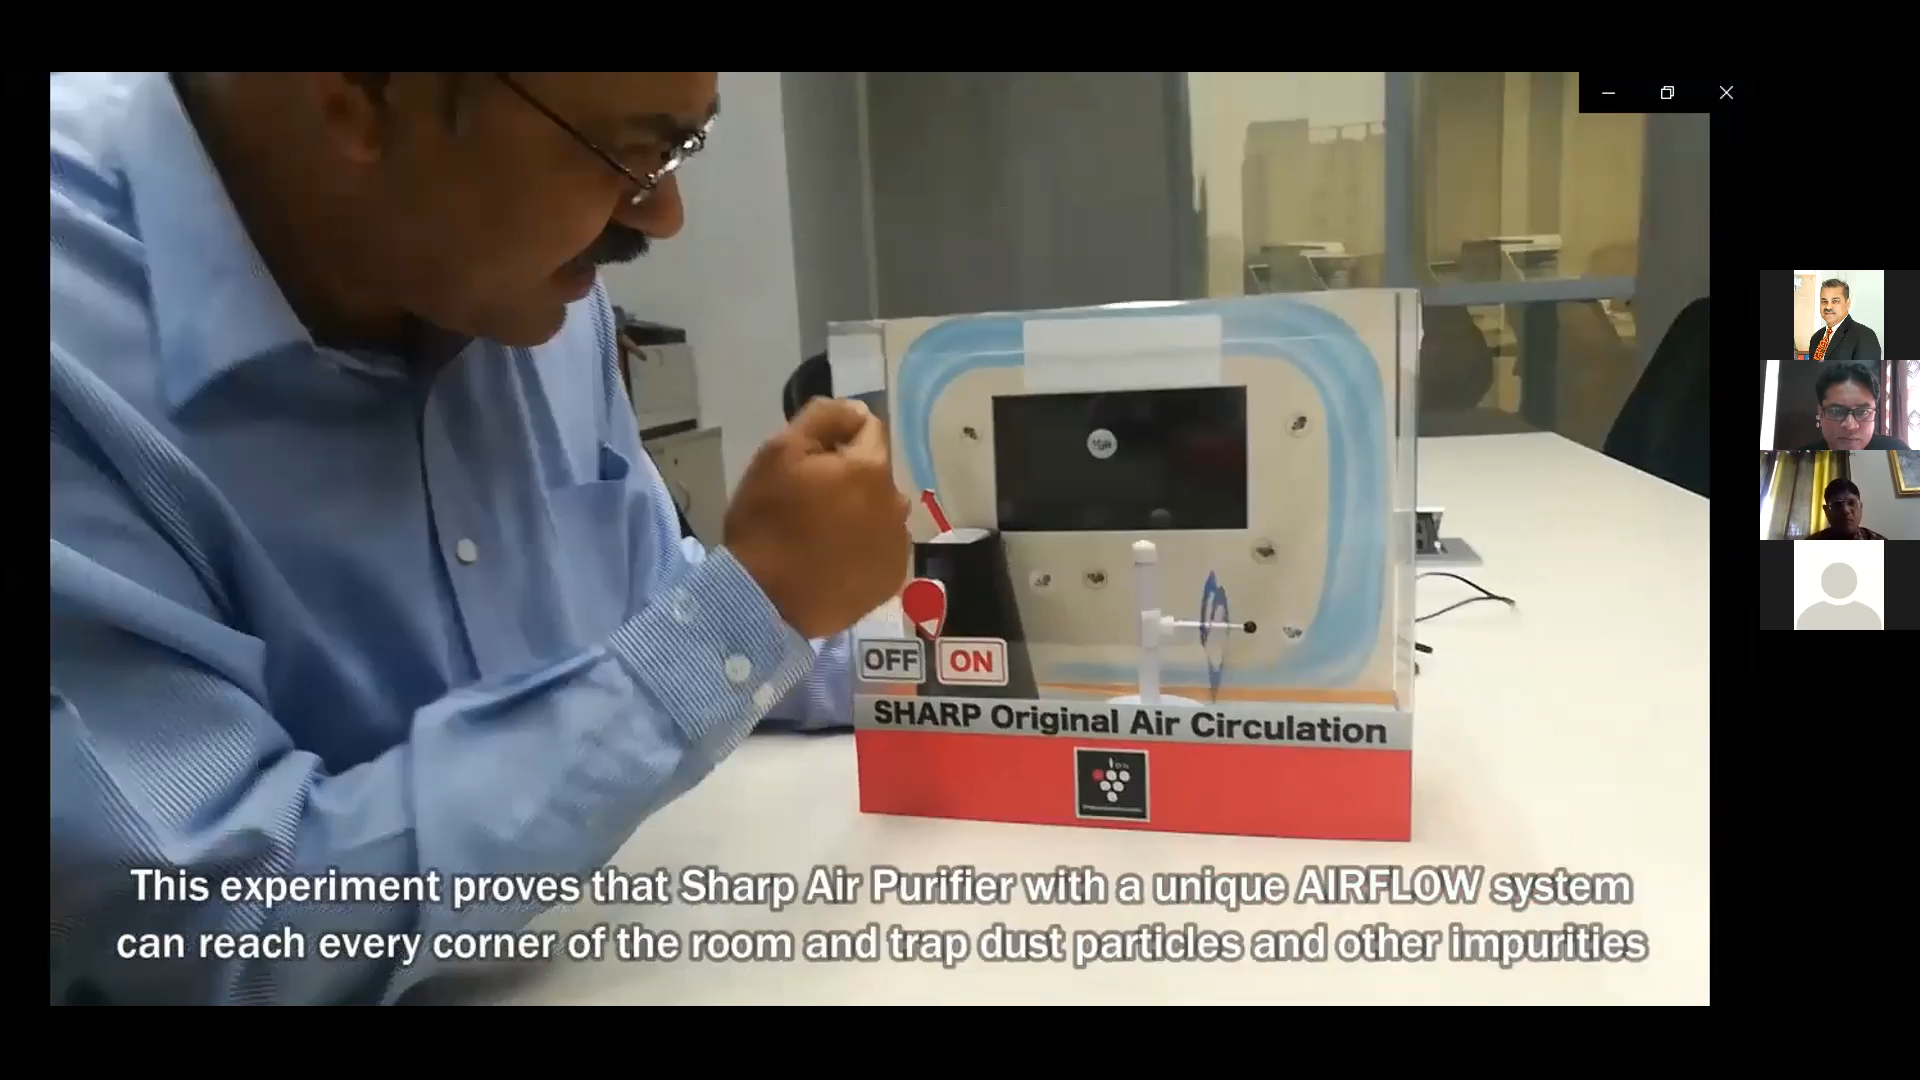 OFF ON
SHARP Original Air Circulation
ion
This experiment proves that Sharp Air Purifier with a unique AIRFLOW system
can reach every corner of the room and trap dust particles and other impurities